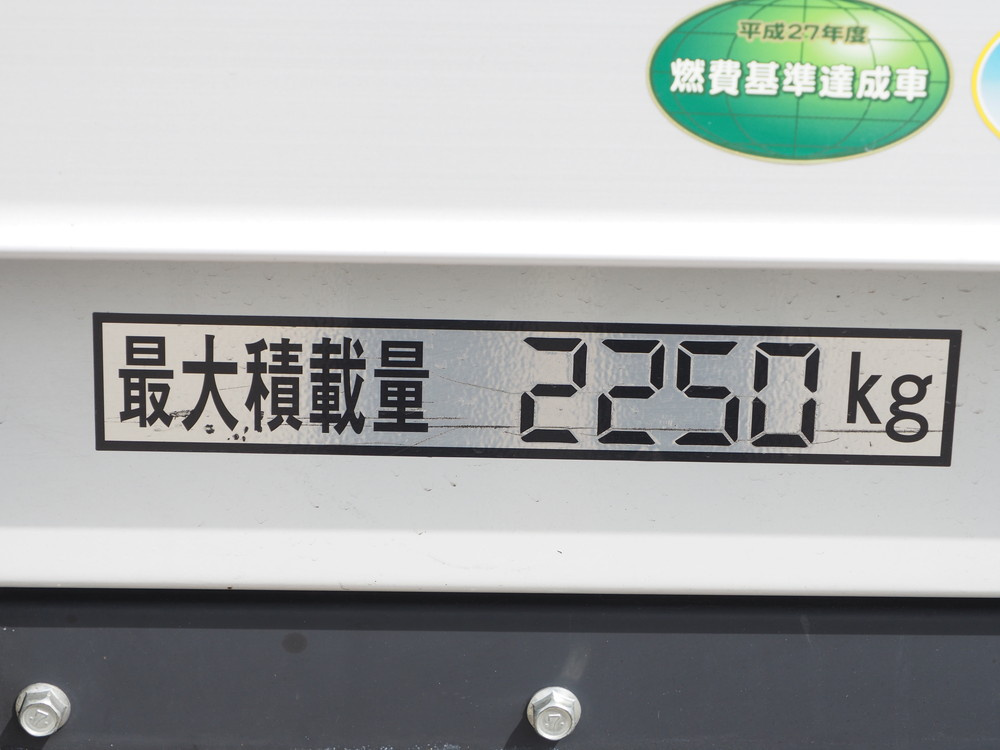 平成27年度
燃費基準達成車
最大積載量 2250 kg